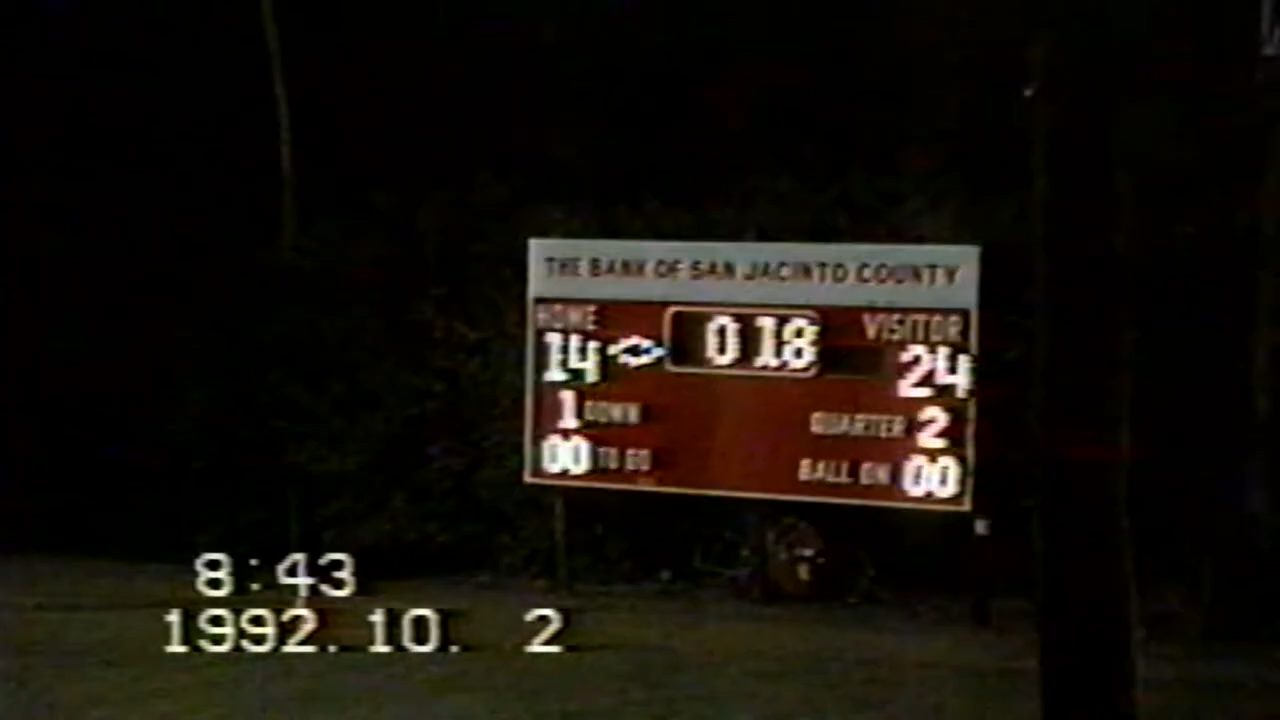 THE BANK OF SAN JACINTO COUNTY
HOME 0 18 VISITOR
14 24
1 DOWN QUARTER 2
00 TO GO BALL ON 00
8:43
1992.10. 2